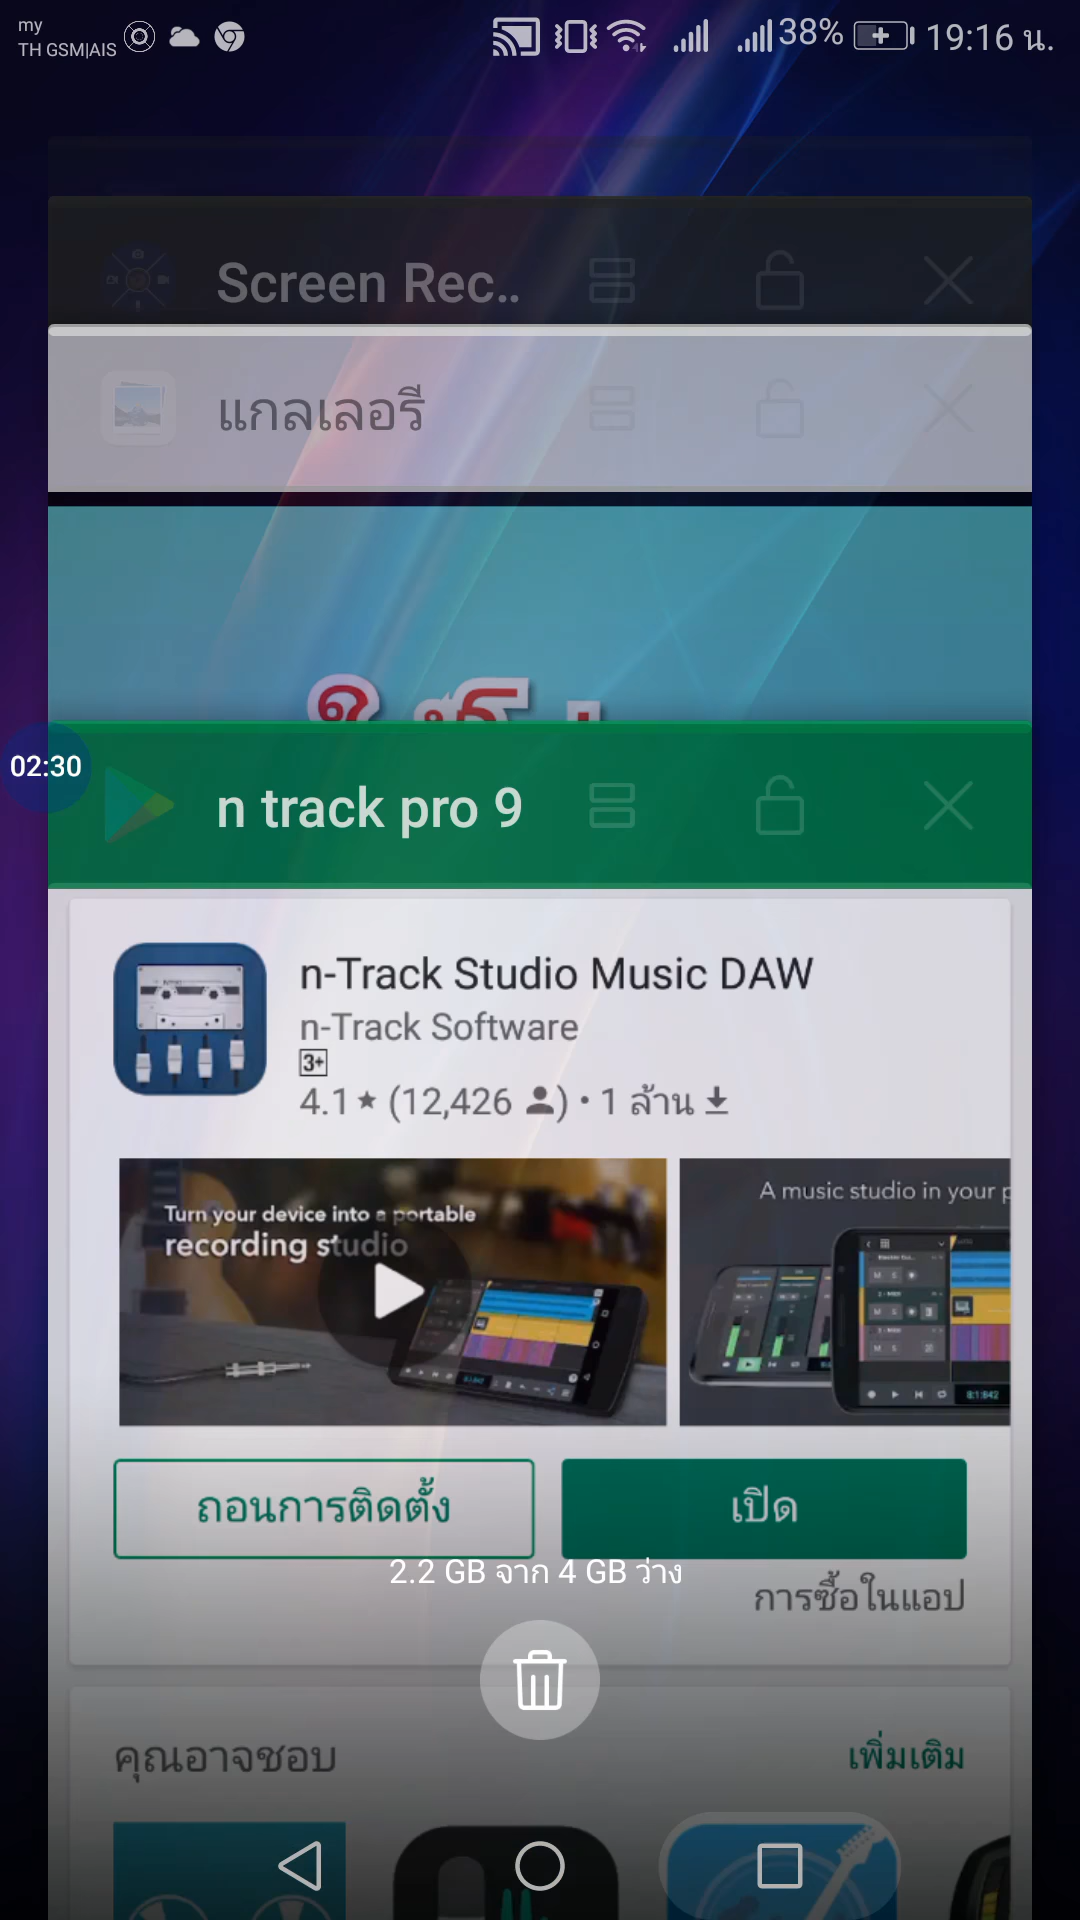 my
TH GSM|AIS
38%
19:16 น.
Screen Rec..
แกลเลอรี
02:30
n track pro 9
n-Track Studio Music DAW
n-Track Software
3+
4.1★ (12,426 ) • 1 ล้าน
Turn your device into a portable
recording studio
A music studio in your p
ถอนการติดตั้ง
เปิด
2.2 GB จาก 4 GB ว่าง
การซื้อในแอป
คุณอาจชอบ
เพิ่มเติม